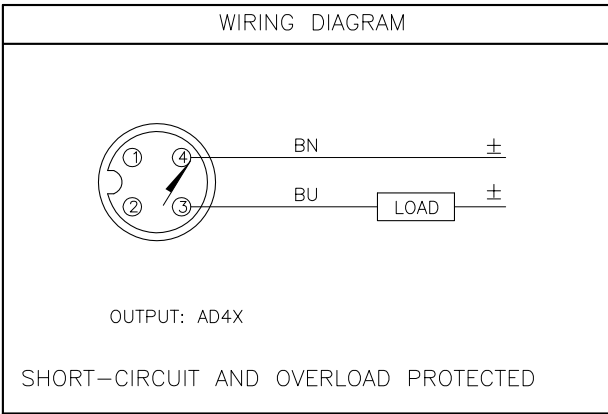 WIRING DIAGRAM
1 4 BN ±
2 3 BU LOAD ±
OUTPUT: AD4X
SHORT-CIRCUIT AND OVERLOAD PROTECTED